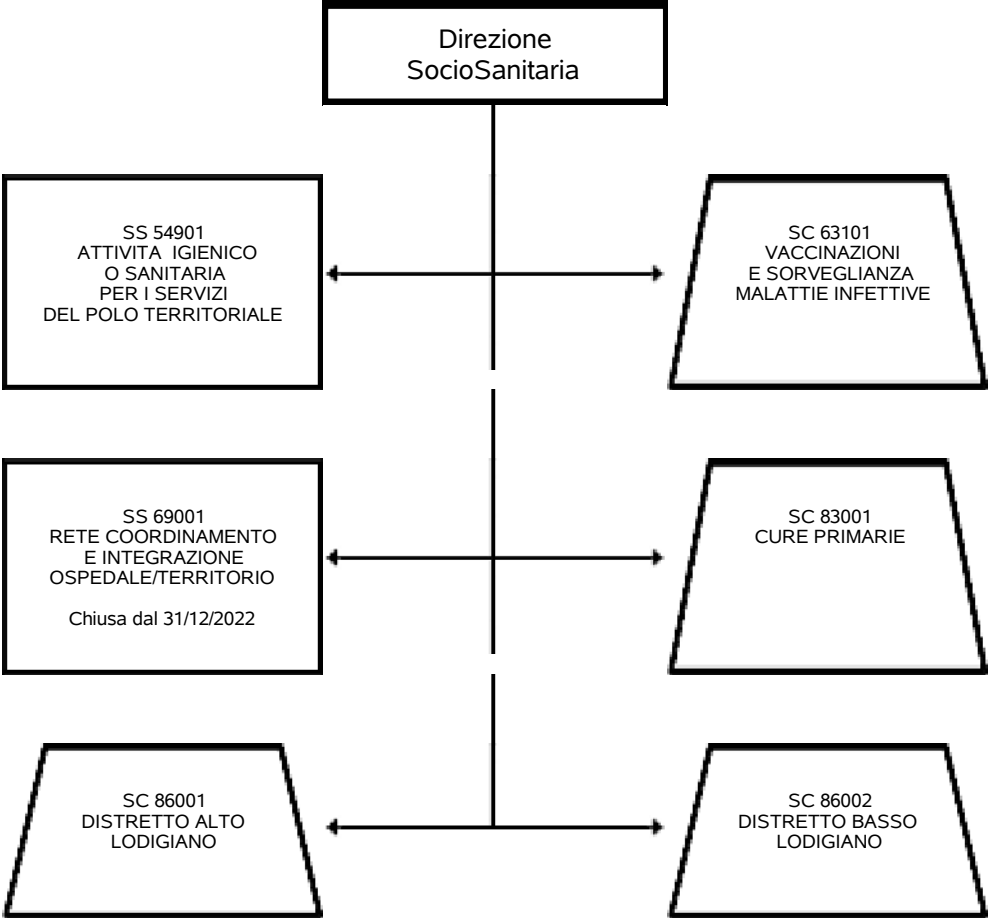 Direzione
SocioSanitaria
SS 54901
ATTIVITA IGIENICO
O SANITARIA
PER I SERVIZI
DEL POLO TERRITORIALE
SC 63101
VACCINAZIONI
E SORVEGLIANZA
MALATTIE INFETTIVE
SS 69001
RETE COORDINAMENTO
E INTEGRAZIONE
OSPEDALE/TERRITORIO
Chiusa dal 31/12/2022
SC 83001
CURE PRIMARIE
SC 86001
DISTRETTO ALTO
LODIGIANO
SC 86002
DISTRETTO BASSO
LODIGIANO